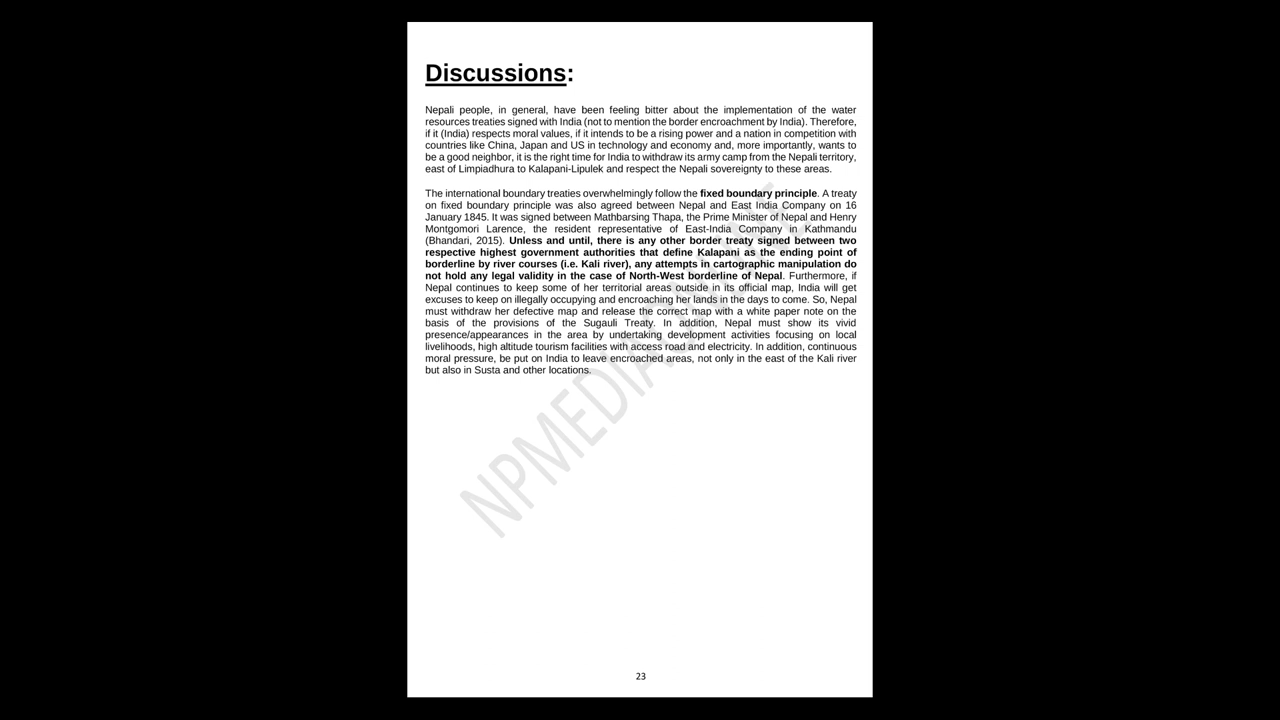 Discussions:
Nepali people, in general, have been feeling bitter about the implementation of the water
resources treaties signed with India (not to mention the border encroachment by India). Therefore,
if it (India) respects moral values, if it intends to be a rising power and a nation in competition with
countries like China, Japan and US in technology and economy and, more importantly, wants to
be a good neighbor, it is the right time for India to withdraw its army camp from the Nepali territory,
east of Limpiadhura to Kalapani-Lipulek and respect the Nepali sovereignty to these areas.
The international boundary treaties overwhelmingly follow the fixed boundary principle. A treaty
on fixed boundary principle was also agreed between Nepal and East India Company on 16
January 1845. It was signed between Mathbarsing Thapa, the Prime Minister of Nepal and Henry
Montgomori Larence, the resident representative of East-India Company in Kathmandu
(Bhandari, 2015). Unless and until, there is any other border treaty signed between two
respective highest government authorities that define Kalapani as the ending point of
borderline by river courses (i.e. Kali river), any attempts in cartographic manipulation do
not hold any legal validity in the case of North-West borderline of Nepal. Furthermore, if
Nepal continues to keep some of her territorial areas outside in its official map, India will get
excuses to keep on illegally occupying and encroaching her lands in the days to come. So, Nepal
must withdraw her defective map and release the correct map with a white paper note on the
basis of the provisions of the Sugauli Treaty. In addition, Nepal must show its vivid
presence/appearances in the area by undertaking development activities focusing on local
livelihoods, high altitude tourism facilities with access road and electricity. In addition, continuous
moral pressure, be put on India to leave encroached areas, not only in the east of the Kali river
but also in Susta and other locations.
23